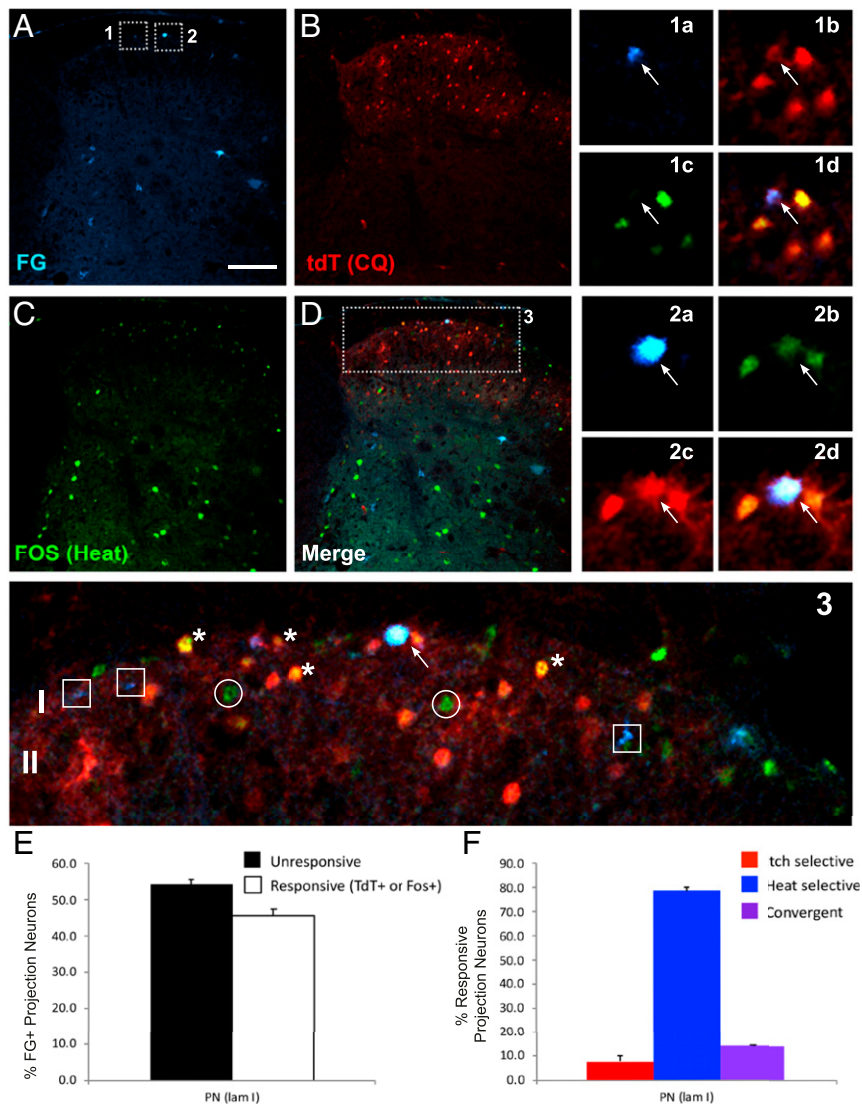 A
1
2
FG
B
tdT (CQ)
1a
1b
1c
1d
C
FOS (Heat)
D
3
Merge
2a
2b
2c
2d
3
*
*
*
*
I
II
E
60.0
50.0
40.0
30.0
20.0
10.0
0.0
% FG+ Projection Neurons
Unresponsive
Responsive (TdT+ or Fos+)
PN (lam I)
F
90.0
80.0
70.0
60.0
50.0
40.0
30.0
20.0
10.0
0.0
% Responsive
Projection Neurons
Itch selective
Heat selective
Convergent
PN (lam I)